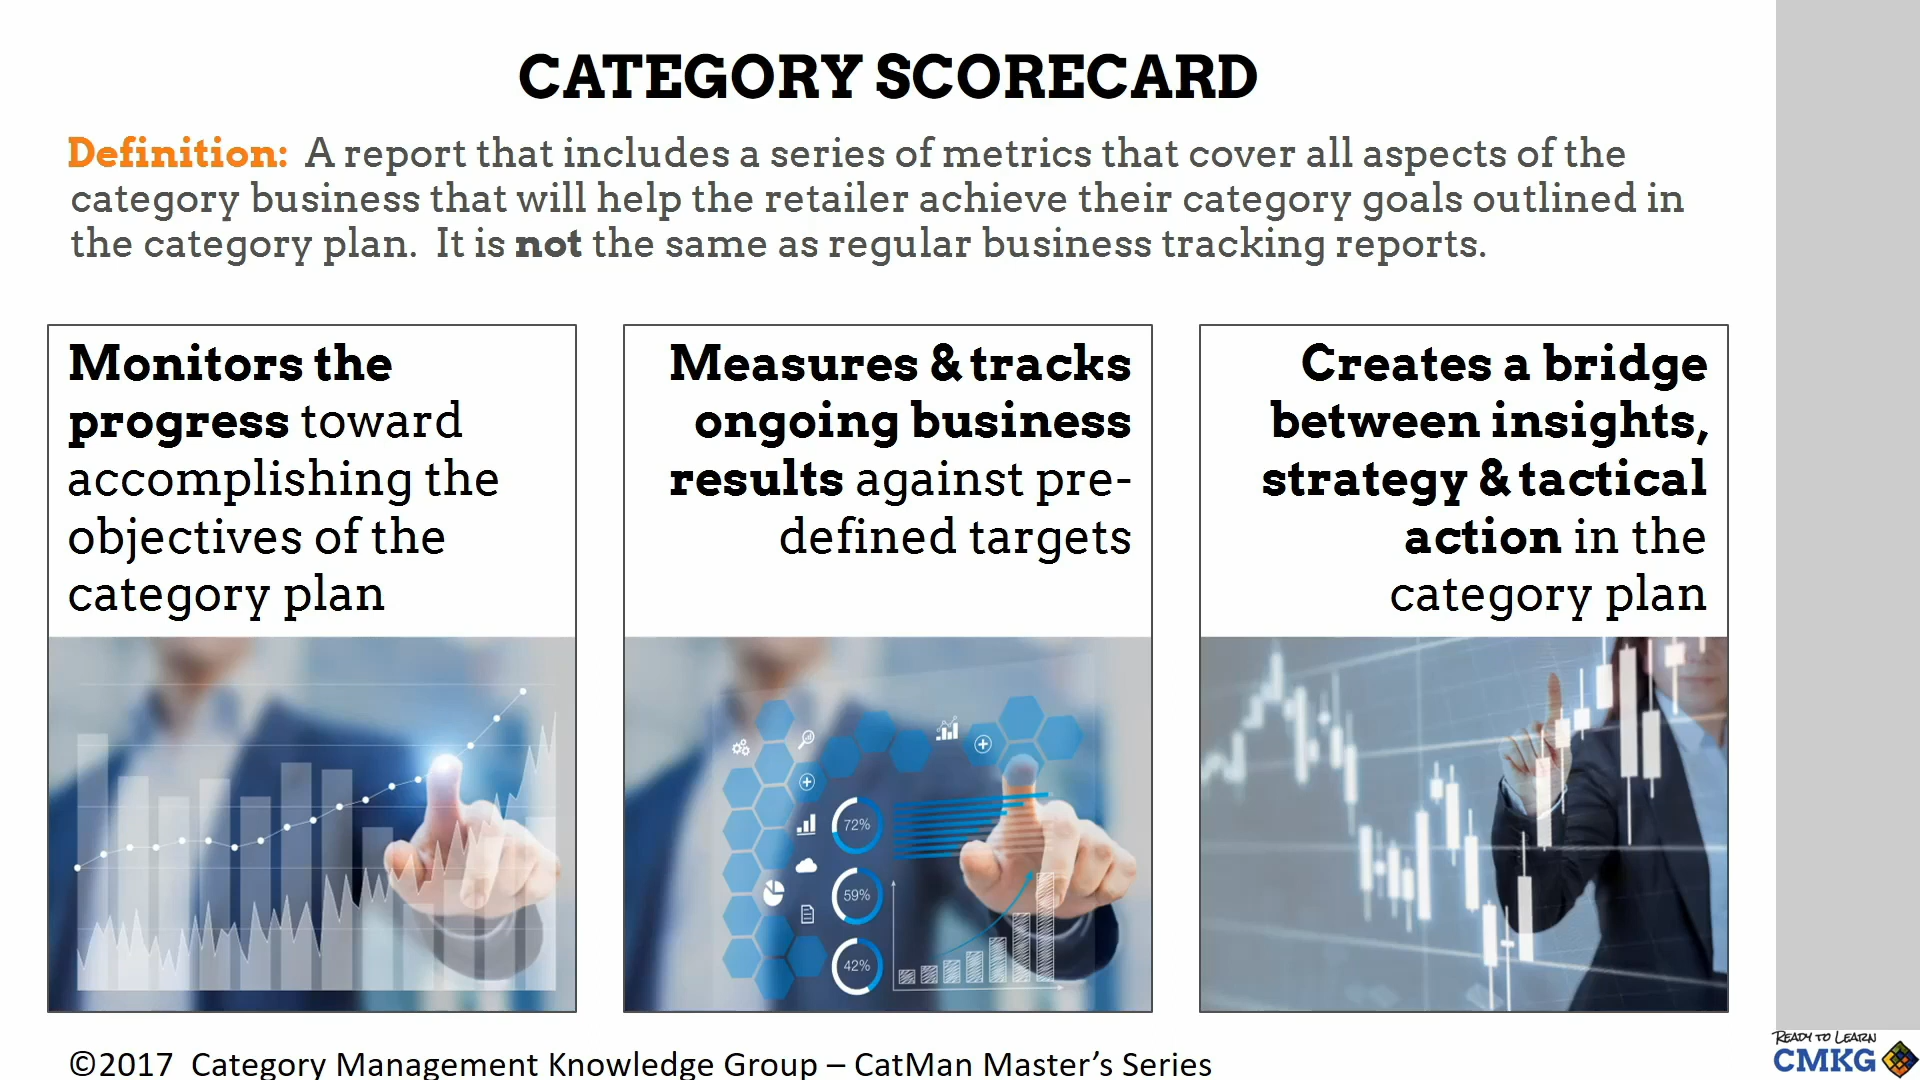 CATEGORY SCORECARD
Definition: A report that includes a series of metrics that cover all aspects of the
category business that will help the retailer achieve their category goals outlined in
the category plan. It is not the same as regular business tracking reports.
Monitors the
progress toward
accomplishing the
objectives of the
category plan
Measures & tracks
ongoing business
results against pre-
defined targets
72%
59%
42%
Creates a bridge
between insights,
strategy & tactical
action in the
category plan
©2017 Category Management Knowledge Group – CatMan Master’s Series
READY TO LEARN
CMKG